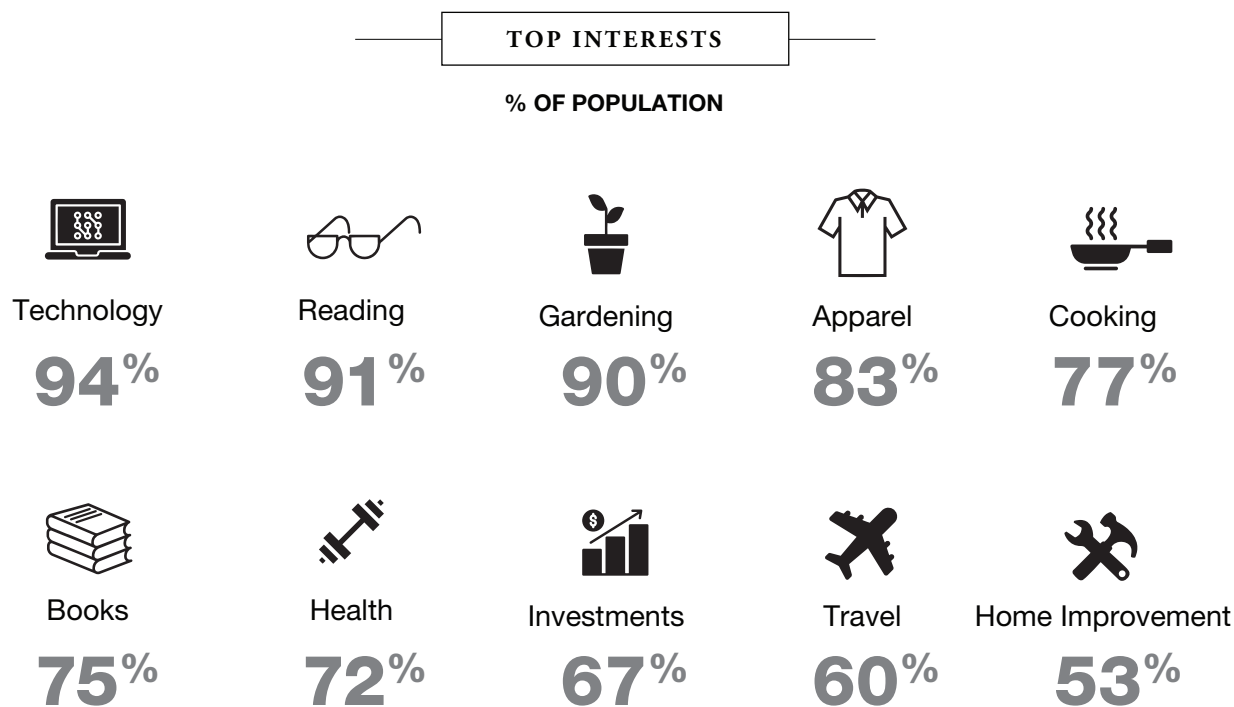 TOP INTERESTS
% OF POPULATION
Technology
94%
Reading
91%
Gardening
90%
Apparel
83%
Cooking
77%
Books
75%
Health
72%
$
Investments
67%
Travel
60%
Home Improvement
53%